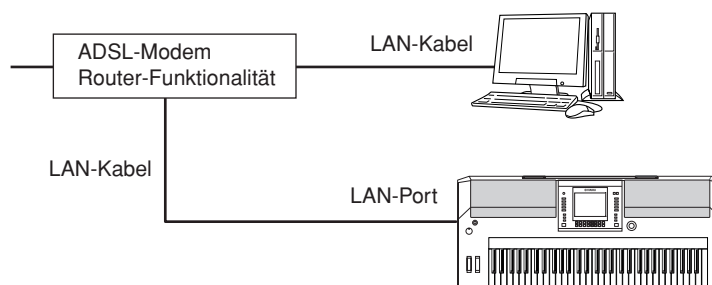 ADSL-Modem
Router-Funktionalität
LAN-Kabel
LAN-Kabel
LAN-Port